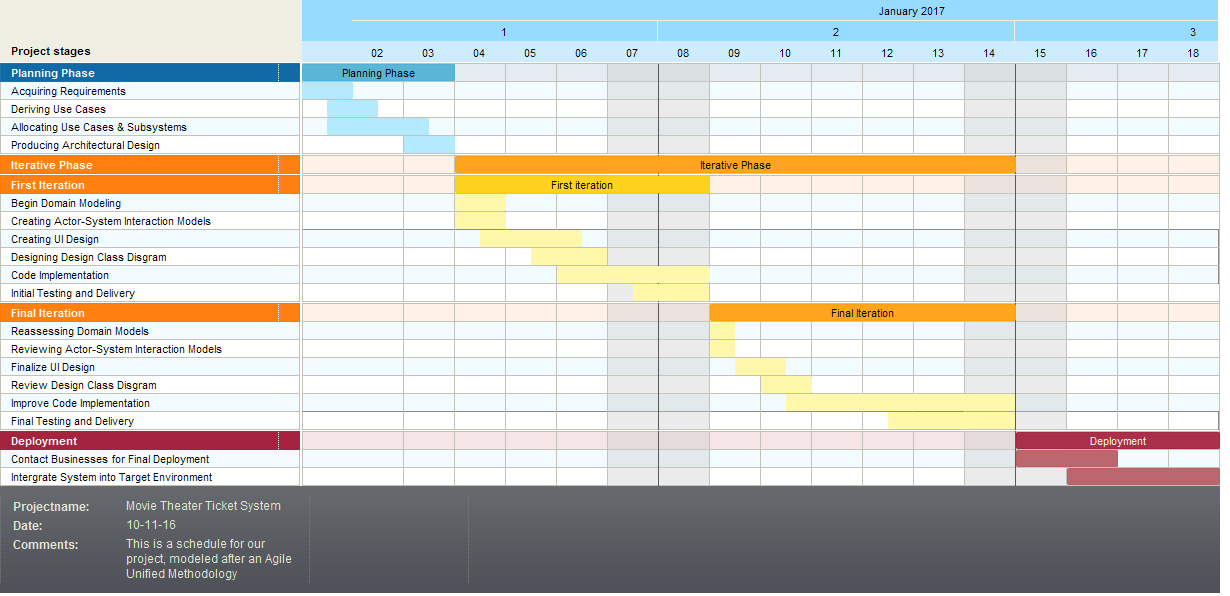 January 2017
1 2 3
Project stages 02 03 04 05 06 07 08 09 10 11 12 13 14 15 16 17 18
Planning Phase Planning Phase
Acquiring Requirements
Deriving Use Cases
Allocating Use Cases & Subsystems
Producing Architectural Design
Iterative Phase Iterative Phase
First Iteration First iteration
Begin Domain Modeling
Creating Actor-System Interaction Models
Creating UI Design
Designing Design Class Disgram
Code Implementation
Initial Testing and Delivery
Final Iteration Final Iteration
Reassessing Domain Models
Reviewing Actor-System Interaction Models
Finalize UI Design
Review Design Class Disgram
Improve Code Implementation
Final Testing and Delivery
Deployment Deployment
Contact Businesses for Final Deployment
Intergrate System into Target Environment
Projectname: Movie Theater Ticket System
Date: 10-11-16
Comments: This is a schedule for our
project, modeled after an Agile
Unified Methodology